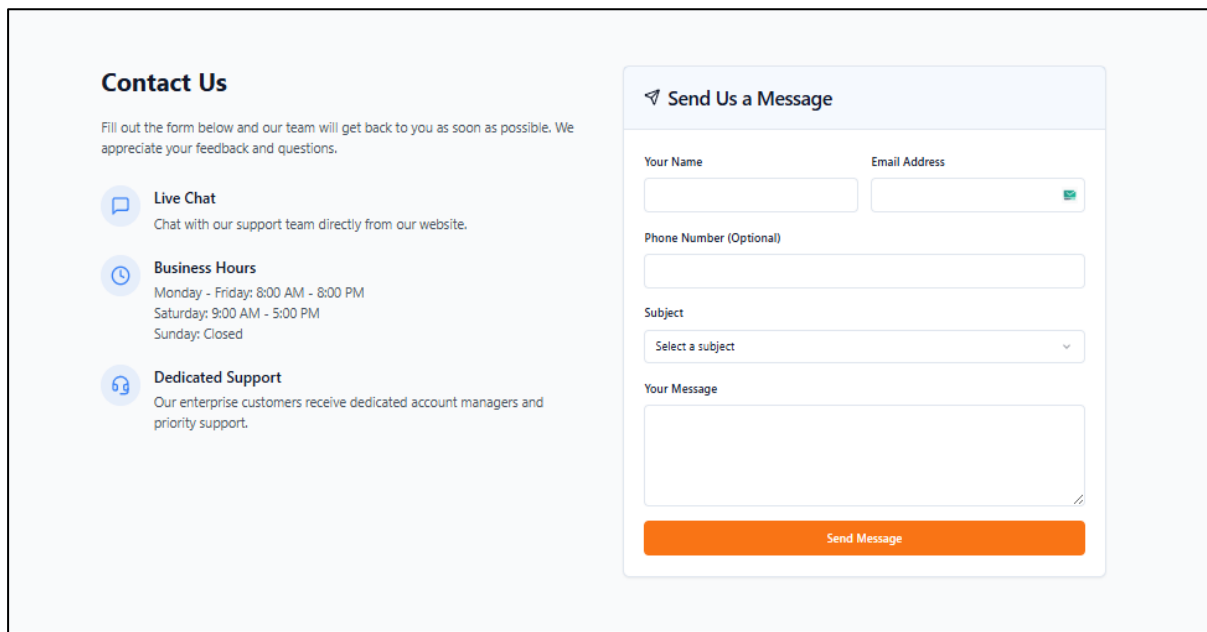 Contact Us
Fill out the form below and our team will get back to you as soon as possible. We
appreciate your feedback and questions.
Live Chat
Chat with our support team directly from our website.
Business Hours
Monday - Friday: 8:00 AM - 8:00 PM
Saturday: 9:00 AM - 5:00 PM
Sunday: Closed
Dedicated Support
Our enterprise customers receive dedicated account managers and
priority support.
Send Us a Message
Your Name
Email Address
Phone Number (Optional)
Subject
Select a subject
Your Message
Send Message